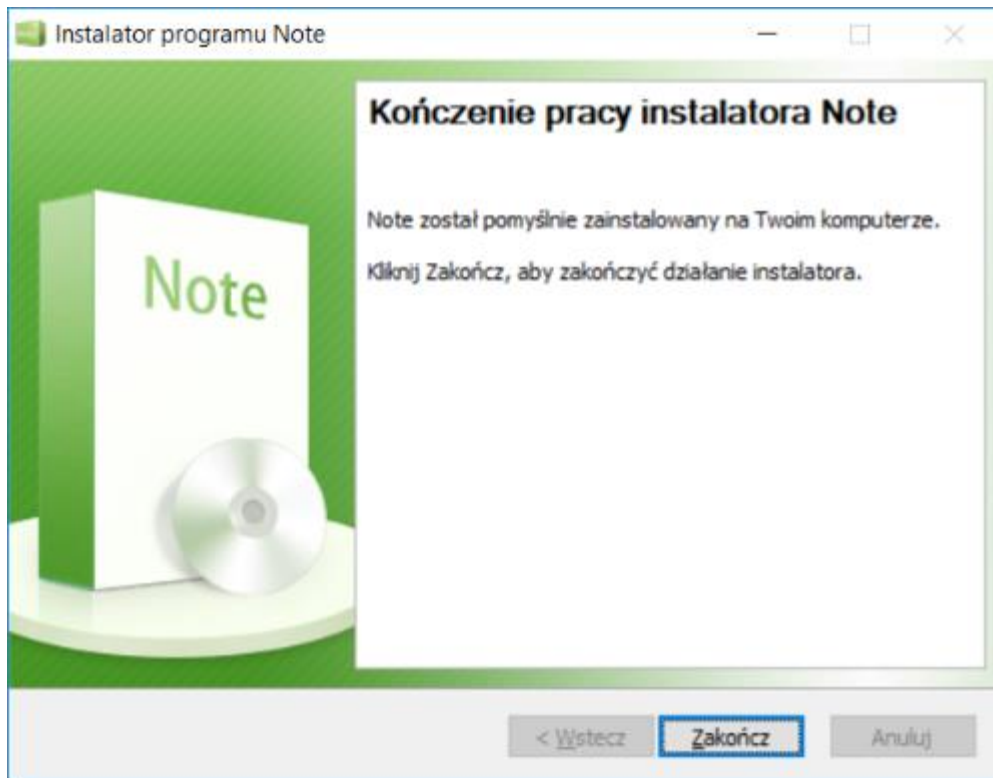 Instalator programu Note
Kończenie pracy instalatora Note
Note został pomyślnie zainstalowany na Twoim komputerze.
Kliknij Zakończ, aby zakończyć działanie instalatora.
Note
< Wstecz
Zakończ
Anuluj